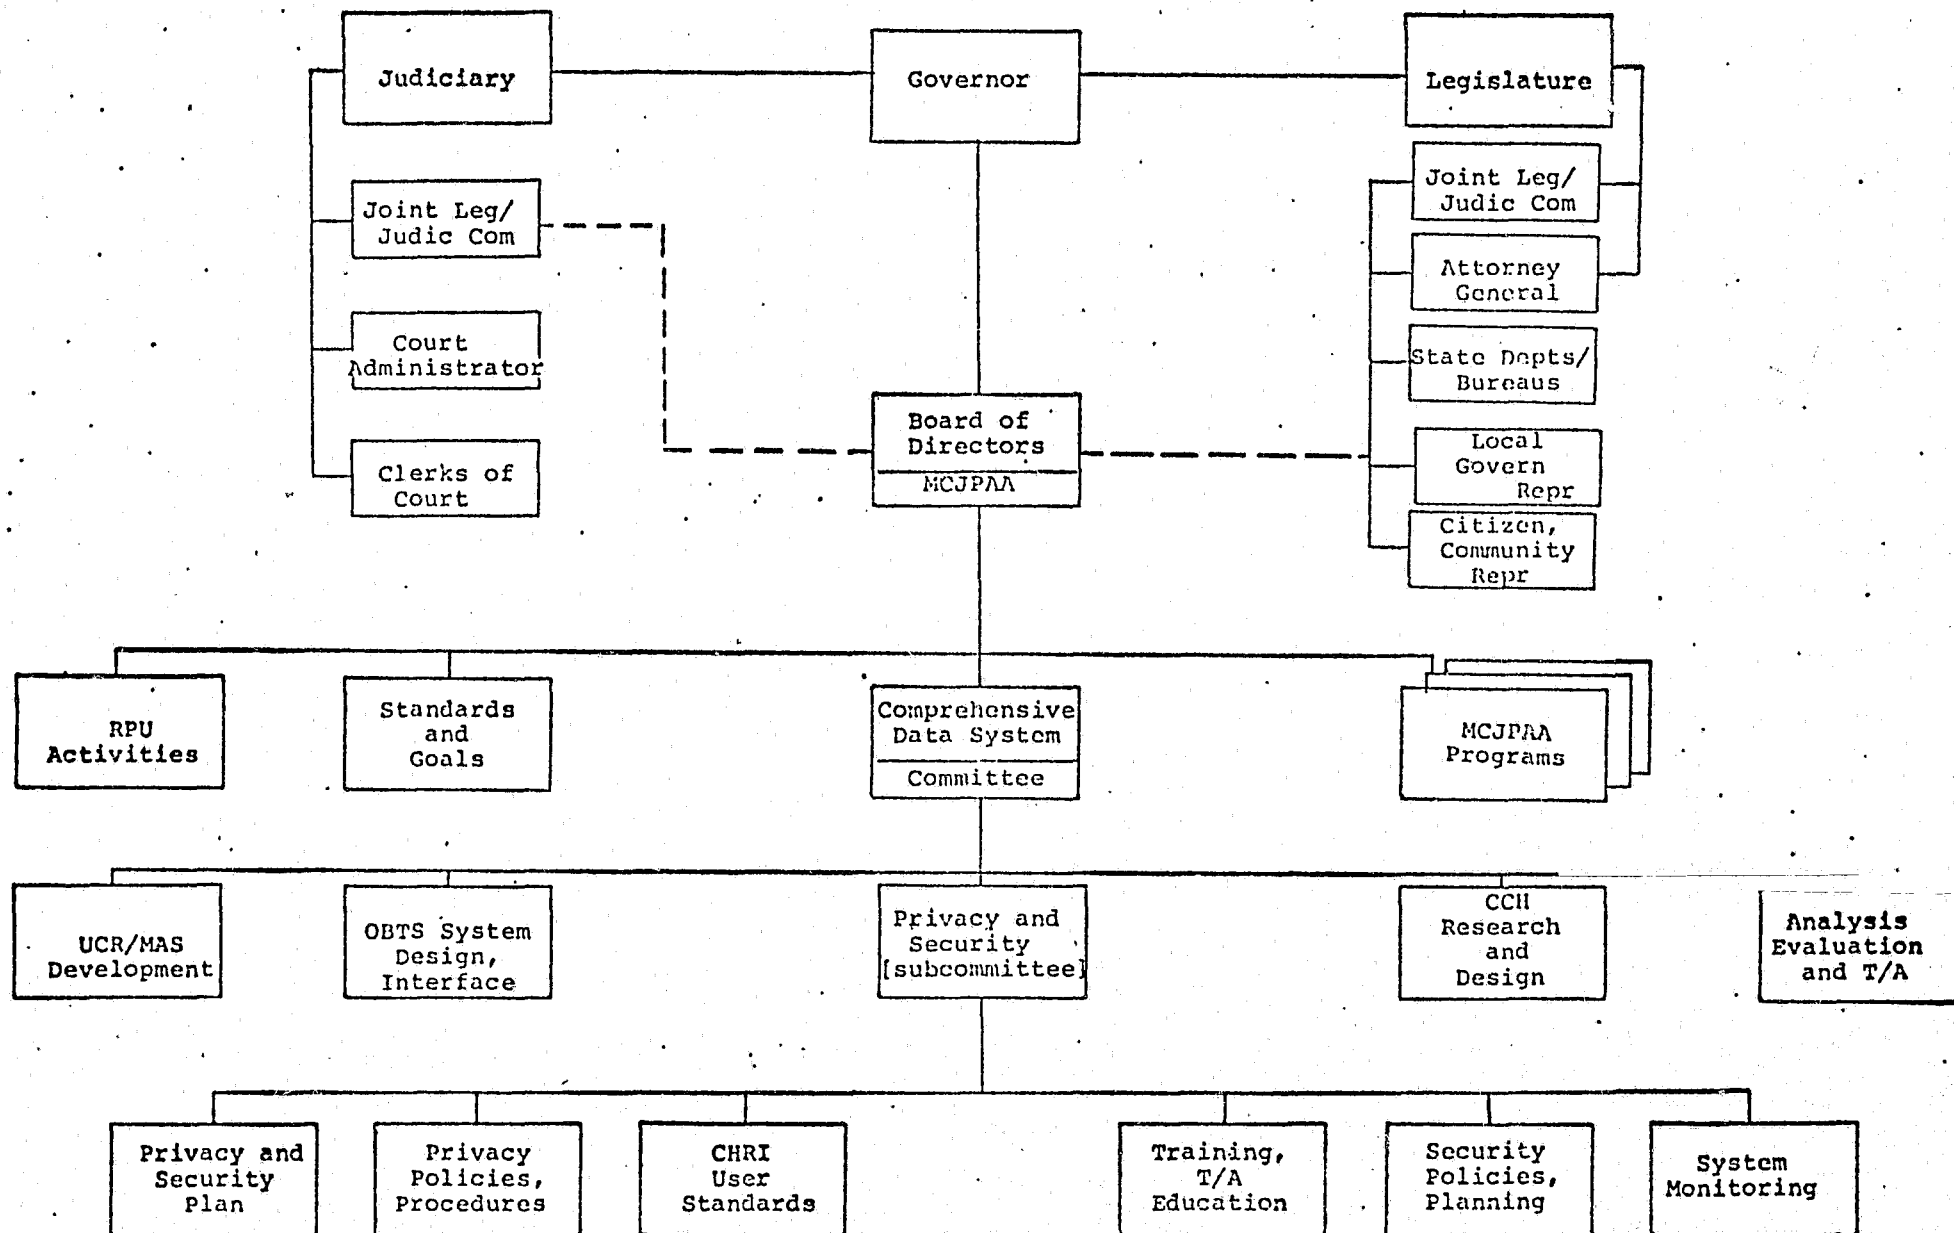 Judiciary
Governor
Legislature
Joint Leg/
Judic Com
Court
Administrator
Clerks of
Court
Board of
Directors
MCJPAA
Joint Leg/
Judic Com
Attorney
General
State Depts/
Bureaus
Local
Govern
Repr
Citizen,
Community
Repr
RPU
Activities
Standards
and
Goals
Comprehensive
Data System
Committee
MCJPAA
Programs
UCR/MAS
Development
OBTS System
Design,
Interface
Privacy and
Security
[subcommittee]
CCH
Research
and
Design
Analysis
Evaluation
and T/A
Privacy and
Security
Plan
Privacy
Policies,
Procedures
CHRI
User
Standards
Training,
T/A
Education
Security
Policies,
Planning
System
Monitoring